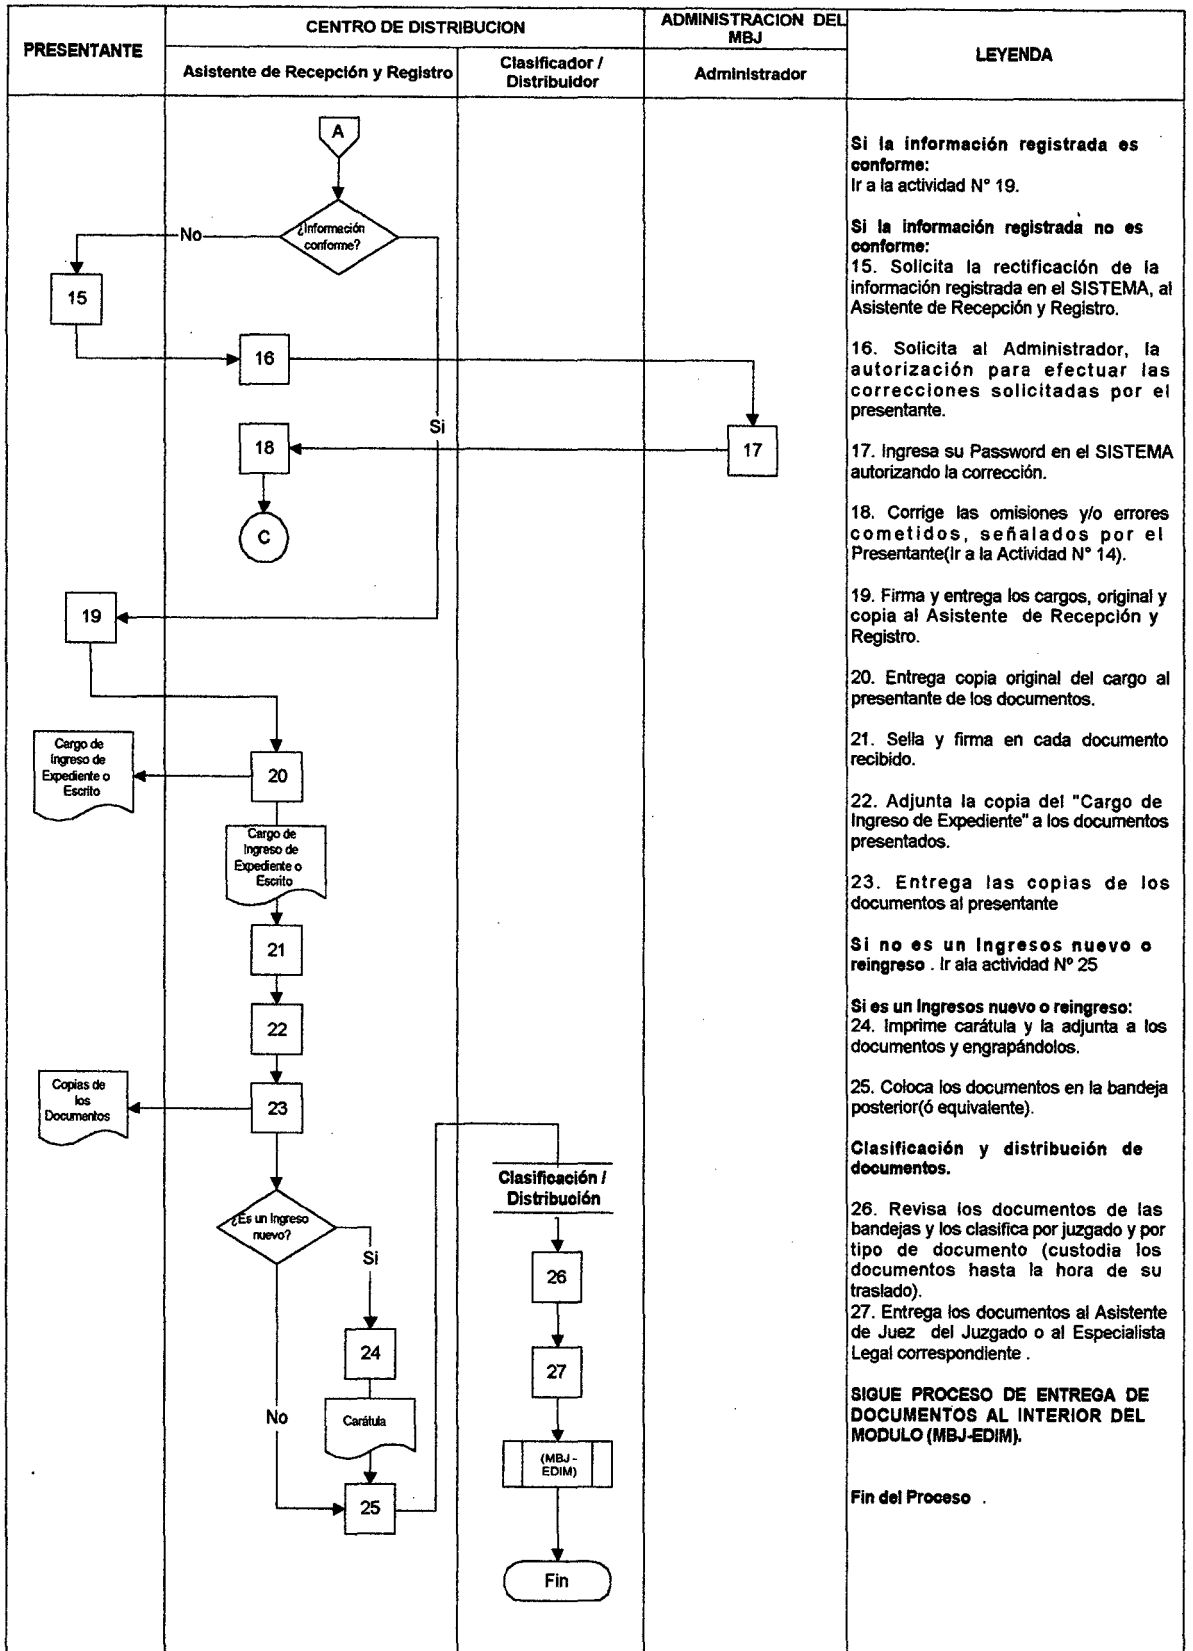 PRESENTANTE
CENTRO DE DISTRIBUCION
ADMINISTRACION DEL
MBJ
LEYENDA
Asistente de Recepción y Registro
Clasificador /
Distribuidor
Administrador
A
¿Información
conforme?
No
Si
15
16
17
18
C
19
20
Cargo de
Ingreso de
Expediente o
Escrito
Cargo de
Ingreso de
Expediente o
Escrito
21
22
23
Copias de
los
Documentos
¿Es un Ingreso
nuevo?
Si
No
24
Carátula
25
Clasificación /
Distribución
26
27
(MBJ -
EDIM)
Fin
Si la información registrada es
conforme:
Ir a la actividad N° 19.
Si la información registrada no es
conforme:
15. Solicita la rectificación de la
información registrada en el SISTEMA, al
Asistente de Recepción y Registro.
16. Solicita al Administrador, la
autorización para efectuar las
correcciones solicitadas por el
presentante.
17. Ingresa su Password en el SISTEMA
autorizando la corrección.
18. Corrige las omisiones y/o errores
cometidos, señalados por el
Presentante(Ir a la Actividad N° 14).
19. Firma y entrega los cargos, original y
copia al Asistente de Recepción y
Registro.
20. Entrega copia original del cargo al
presentante de los documentos.
21. Sella y firma en cada documento
recibido.
22. Adjunta la copia del "Cargo de
Ingreso de Expediente" a los documentos
presentados.
23. Entrega las copias de los
documentos al presentante
Si no es un Ingresos nuevo o
reingreso . Ir ala actividad Nº 25
Si es un Ingresos nuevo o reingreso:
24. Imprime carátula y la adjunta a los
documentos y engrapándolos.
25. Coloca los documentos en la bandeja
posterior(ó equivalente).
Clasificación y distribución de
documentos.
26. Revisa los documentos de las
bandejas y los clasifica por juzgado y por
tipo de documento (custodia los
documentos hasta la hora de su
traslado).
27. Entrega los documentos al Asistente
de Juez del Juzgado o al Especialista
Legal correspondiente .
SIGUE PROCESO DE ENTREGA DE
DOCUMENTOS AL INTERIOR DEL
MODULO (MBJ-EDIM).
Fin del Proceso .